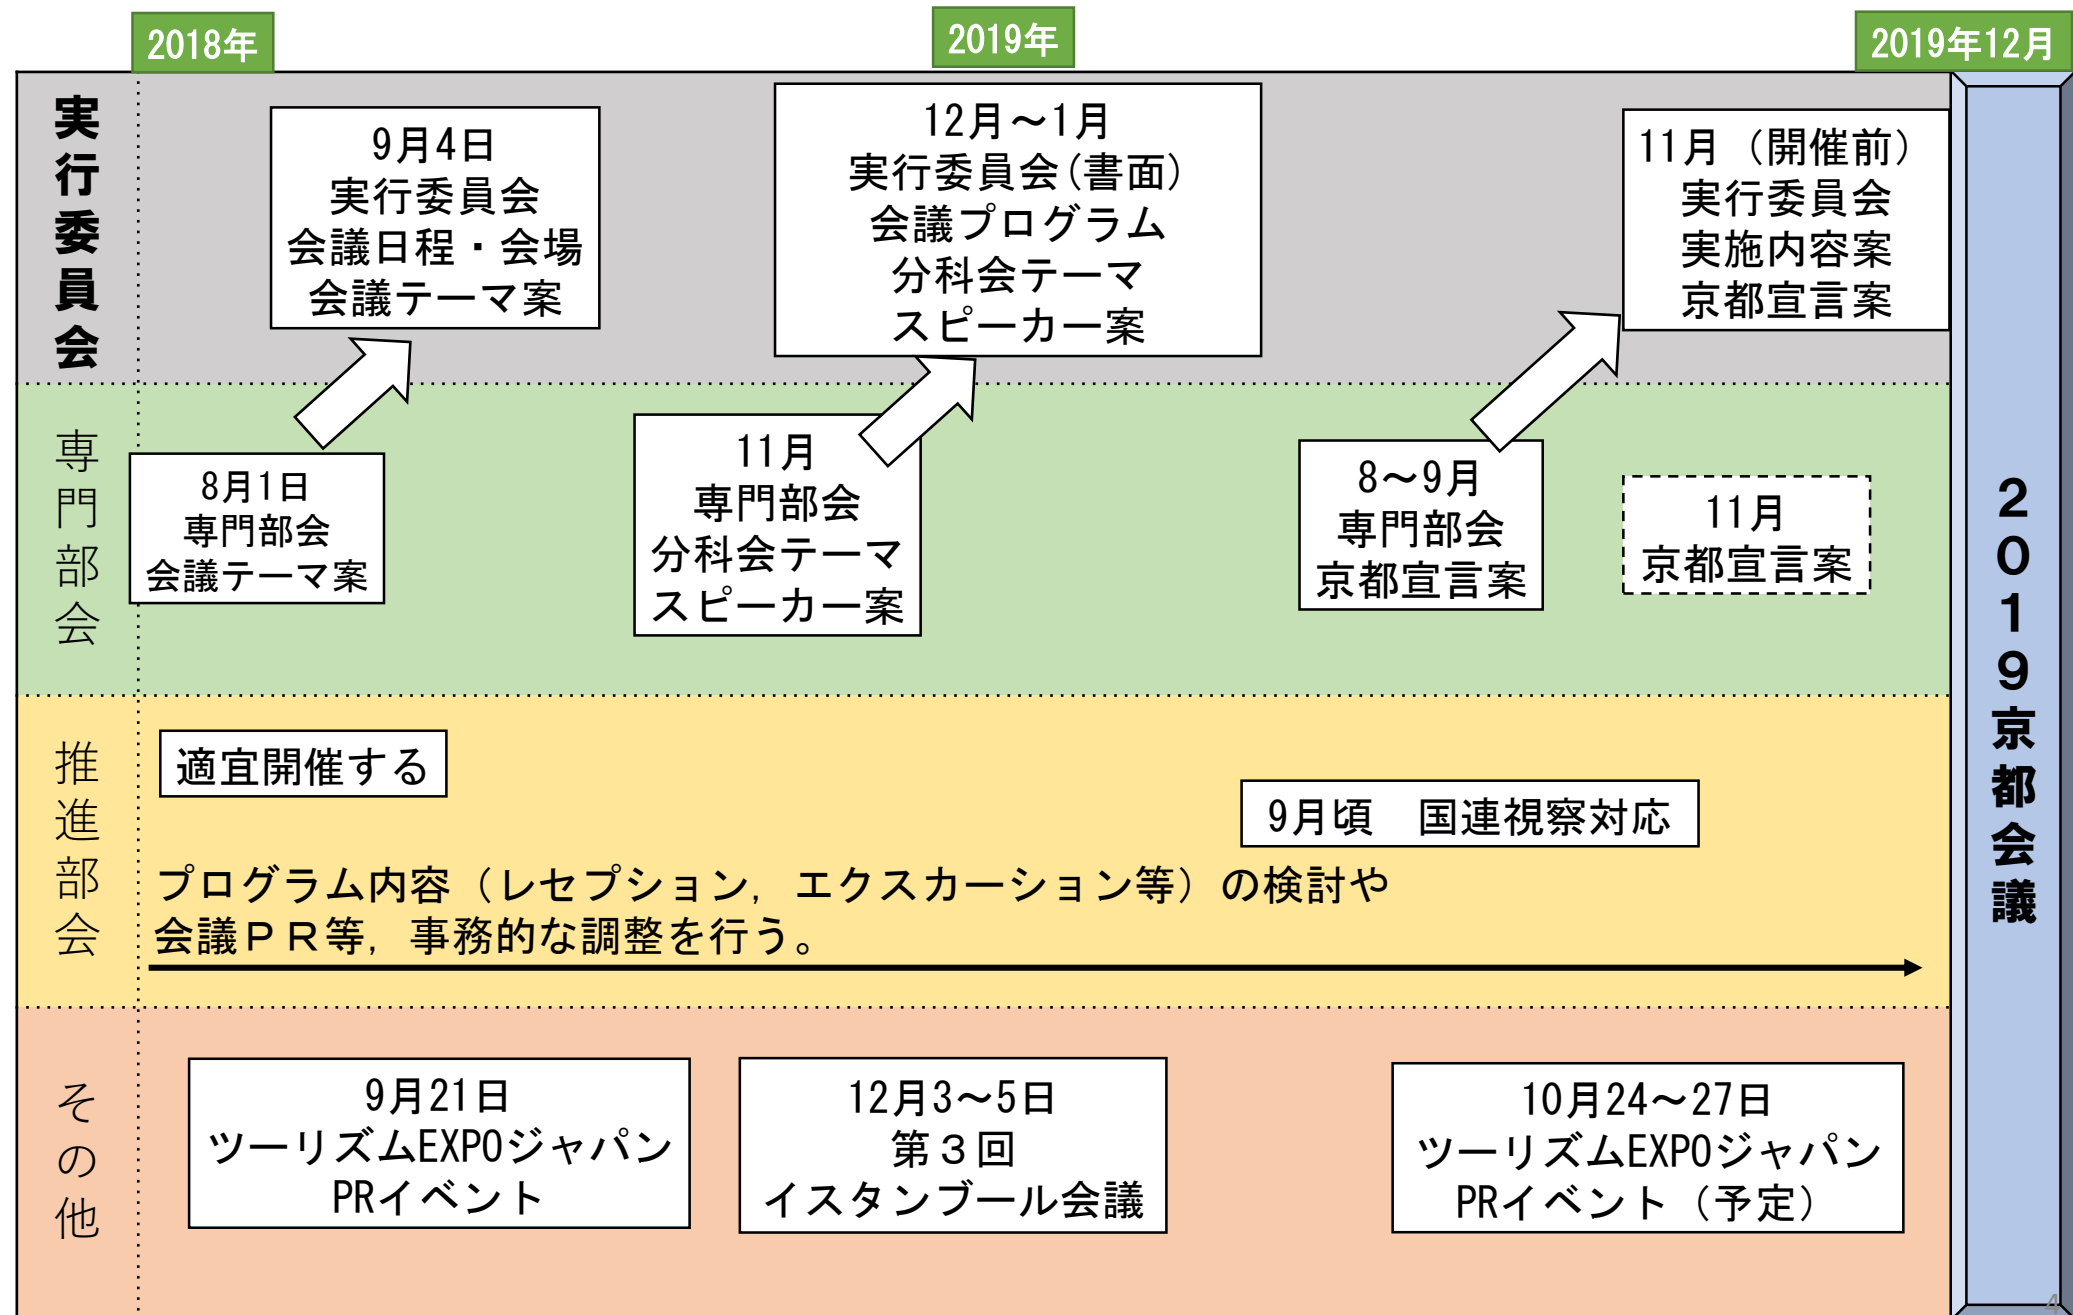 2018年
2019年
2019年12月
実行委員会
9月4日
実行委員会
会議日程・会場
会議テーマ案
12月～1月
実行委員会(書面)
会議プログラム
分科会テーマ
スピーカー案
11月（開催前）
実行委員会
実施内容案
京都宣言案
専門部会
8月1日
専門部会
会議テーマ案
11月
専門部会
分科会テーマ
スピーカー案
8～9月
専門部会
京都宣言案
11月
京都宣言案
推進部会
適宜開催する
9月頃　国連視察対応
プログラム内容（レセプション，エクスカーション等）の検討や
会議ＰＲ等，事務的な調整を行う。
その他
9月21日
ツーリズムEXPOジャパン
PRイベント
12月3～5日
第３回
イスタンブール会議
10月24～27日
ツーリズムEXPOジャパン
PRイベント（予定）
２０１９京都会議
4